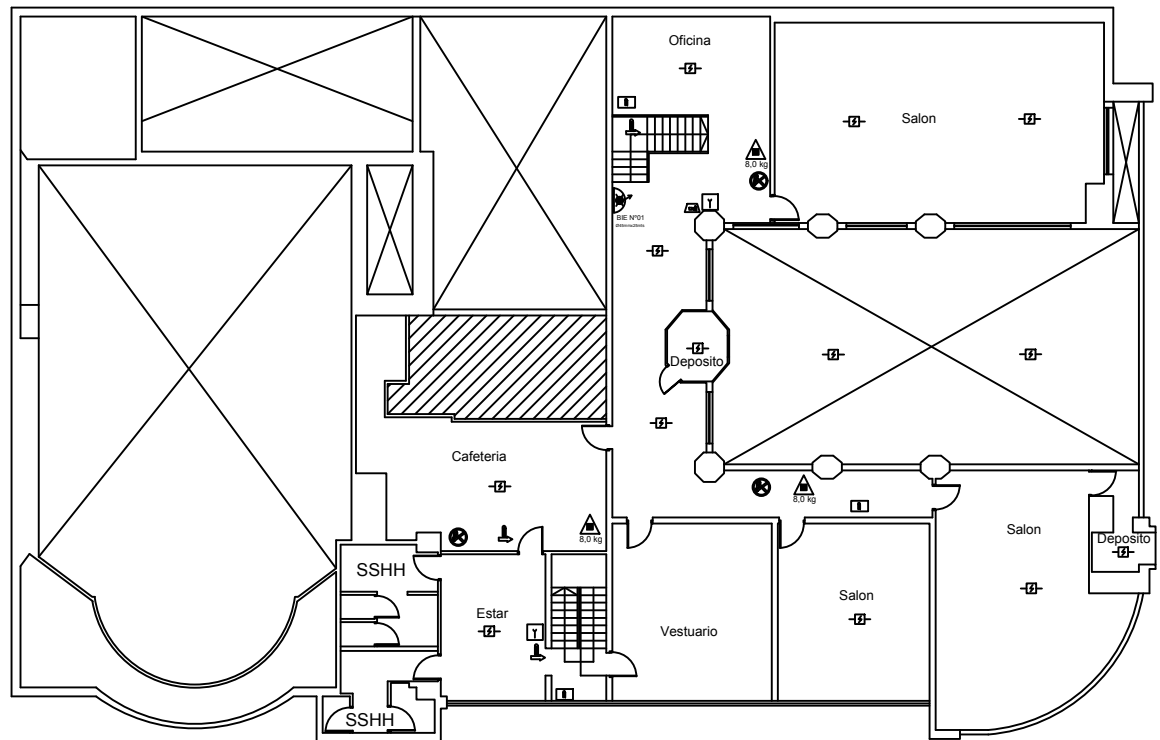 Oficina
Salon
8,0 kg
BIE Nº01
Deposito
Cafeteria
8,0 kg
8,0 kg
Salon
Deposito
SSHH
Estar
Vestuario
Salon
SSHH